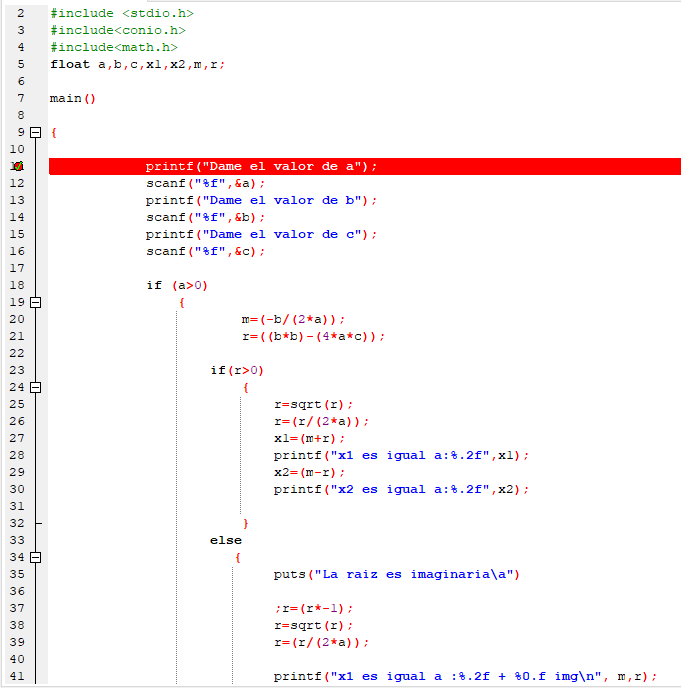 2 #include <stdio.h>
3 #include<conio.h>
4 #include<math.h>
5 float a,b,c,x1,x2,m,r;
6
7 main()
8
9 {
10
printf("Dame el valor de a");
12 scanf("%f",&a);
13 printf("Dame el valor de b");
14 scanf("%f",&b);
15 printf("Dame el valor de c");
16 scanf("%f",&c);
17
18 if (a>0)
19 {
20 m=(-b/(2*a));
21 r=((b*b)-(4*a*c));
22
23 if(r>0)
24 {
25 r=sqrt(r);
26 r=(r/(2*a));
27 x1=(m+r);
28 printf("x1 es igual a:%.2f",x1);
29 x2=(m-r);
30 printf("x2 es igual a:%.2f",x2);
31
32 }
33 else
34 {
35 puts("La raiz es imaginaria\a")
36
37 ;r=(r*-1);
38 r=sqrt(r);
39 r=(r/(2*a));
40
41 printf("x1 es igual a :%.2f + %0.f img\n", m,r);